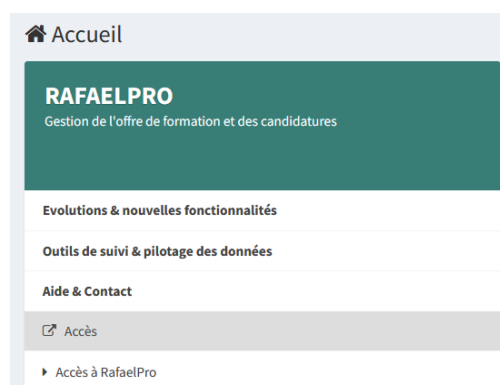 Accueil
RAFAELPRO
Gestion de l'offre de formation et des candidatures
Evolutions & nouvelles fonctionnalités
Outils de suivi & pilotage des données
Aide & Contact
Accès
Accès à RafaelPro